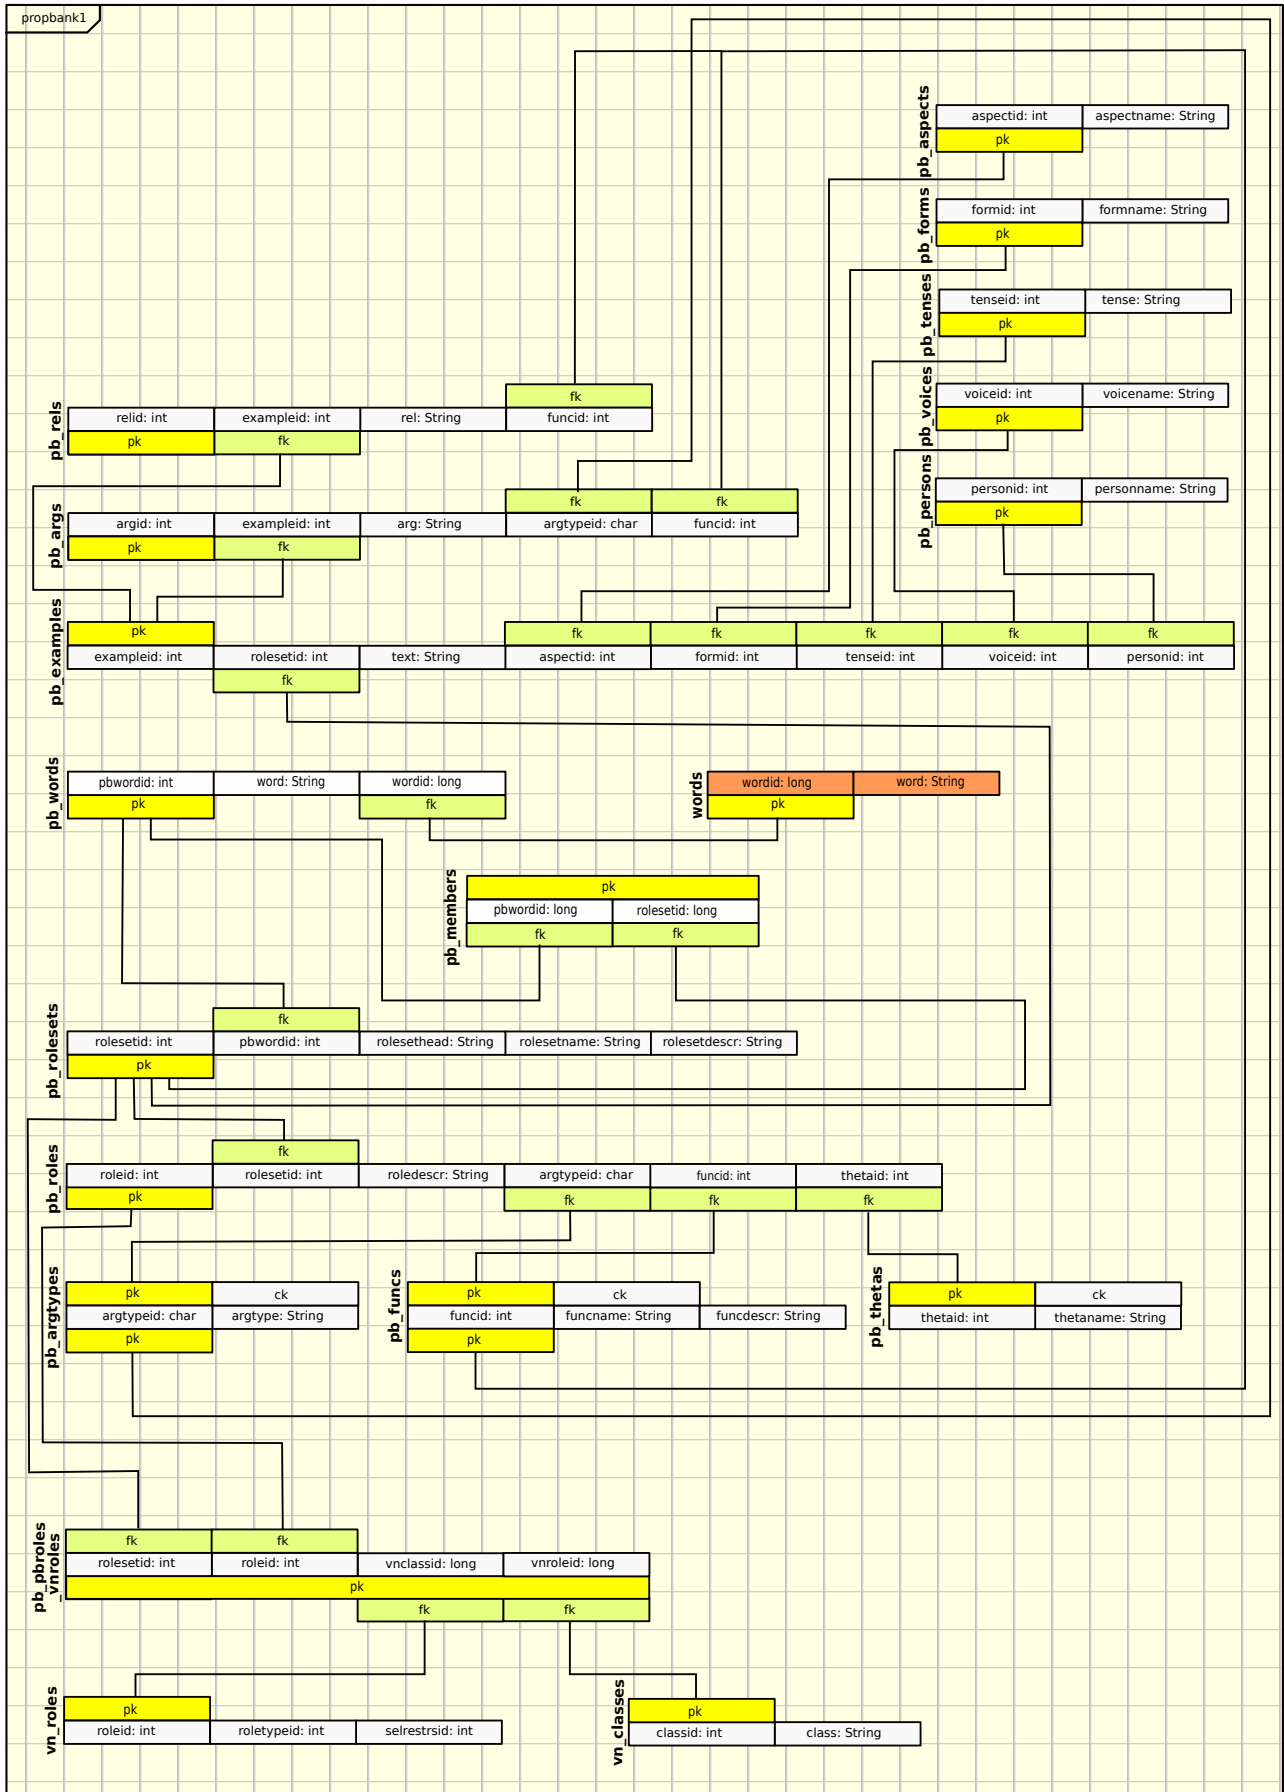 propbank1
pb_aspects
aspectid: int aspectname: String
pk
pb_forms
formid: int formname: String
pk
pb_tenses
tenseid: int tense: String
pk
pb_voices
voiceid: int voicename: String
pk
pb_persons
personid: int personname: String
pk
pb_rels
fk
relid: int exampleid: int rel: String funcid: int
pk fk
pb_args
fk fk
argid: int exampleid: int arg: String argtypeid: char funcid: int
pk fk
pb_examples
pk fk fk fk fk fk
exampleid: int rolesetid: int text: String aspectid: int formid: int tenseid: int voiceid: int personid: int
fk
pb_words
pbwordid: int word: String wordid: long
pk fk
words
wordid: long word: String
pk
pb_members
pk
pbwordid: long rolesetid: long
fk fk
pb_rolesets
fk
rolesetid: int pbwordid: int rolesethead: String rolesetname: String rolesetdescr: String
pk
pb_roles
fk
roleid: int rolesetid: int roledescr: String argtypeid: char funcid: int thetaid: int
pk fk fk fk
pb_argtypes
pk ck
argtypeid: char argtype: String
pk
pb_funcs
pk ck
funcid: int funcname: String funcdescr: String
pk
pb_thetas
pk ck
thetaid: int thetaname: String
pb_pbroles
_vnroles
fk fk
rolesetid: int roleid: int vnclassid: long vnroleid: long
pk
fk fk
vn_roles
pk
roleid: int roletypeid: int selrestrsid: int
vn_classes
pk
classid: int class: String